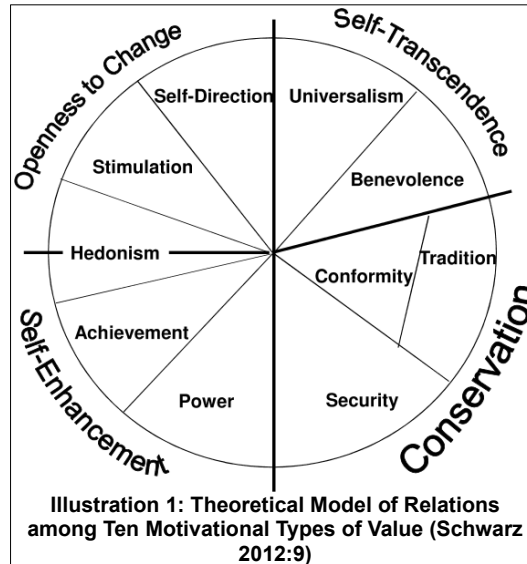 Openness to Change
Self-Transcendence
Self-Direction
Universalism
Stimulation
Benevolence
Hedonism
Conformity
Tradition
Achievement
Power
Security
Self-Enhancement
Conservation
Illustration 1: Theoretical Model of Relations
among Ten Motivational Types of Value (Schwarz
2012:9)